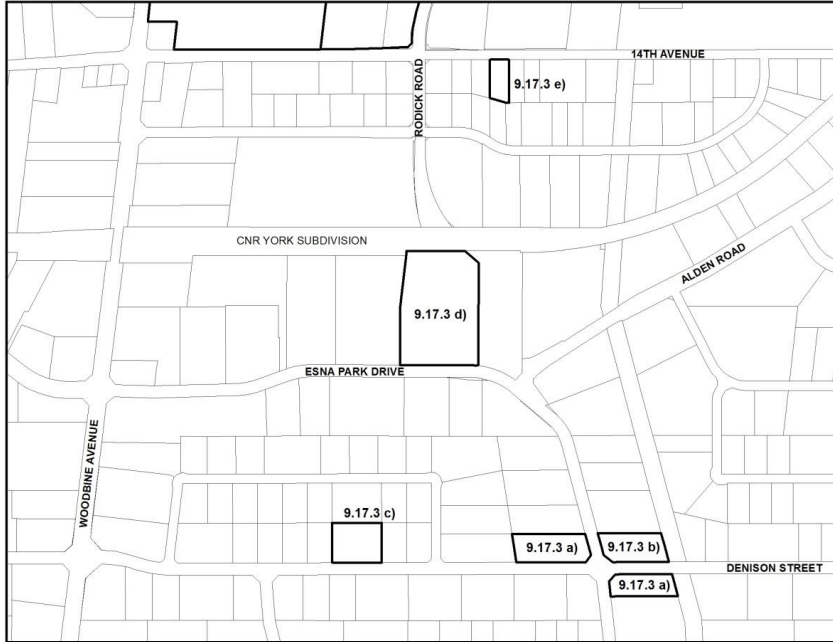 14TH AVENUE
9.17.3 e)
RODICK ROAD
CNR YORK SUBDIVISION
ALDEN ROAD
9.17.3 d)
ESNA PARK DRIVE
WOODBINE AVENUE
9.17.3 c)
9.17.3 a)
9.17.3 b)
DENISON STREET
9.17.3 a)